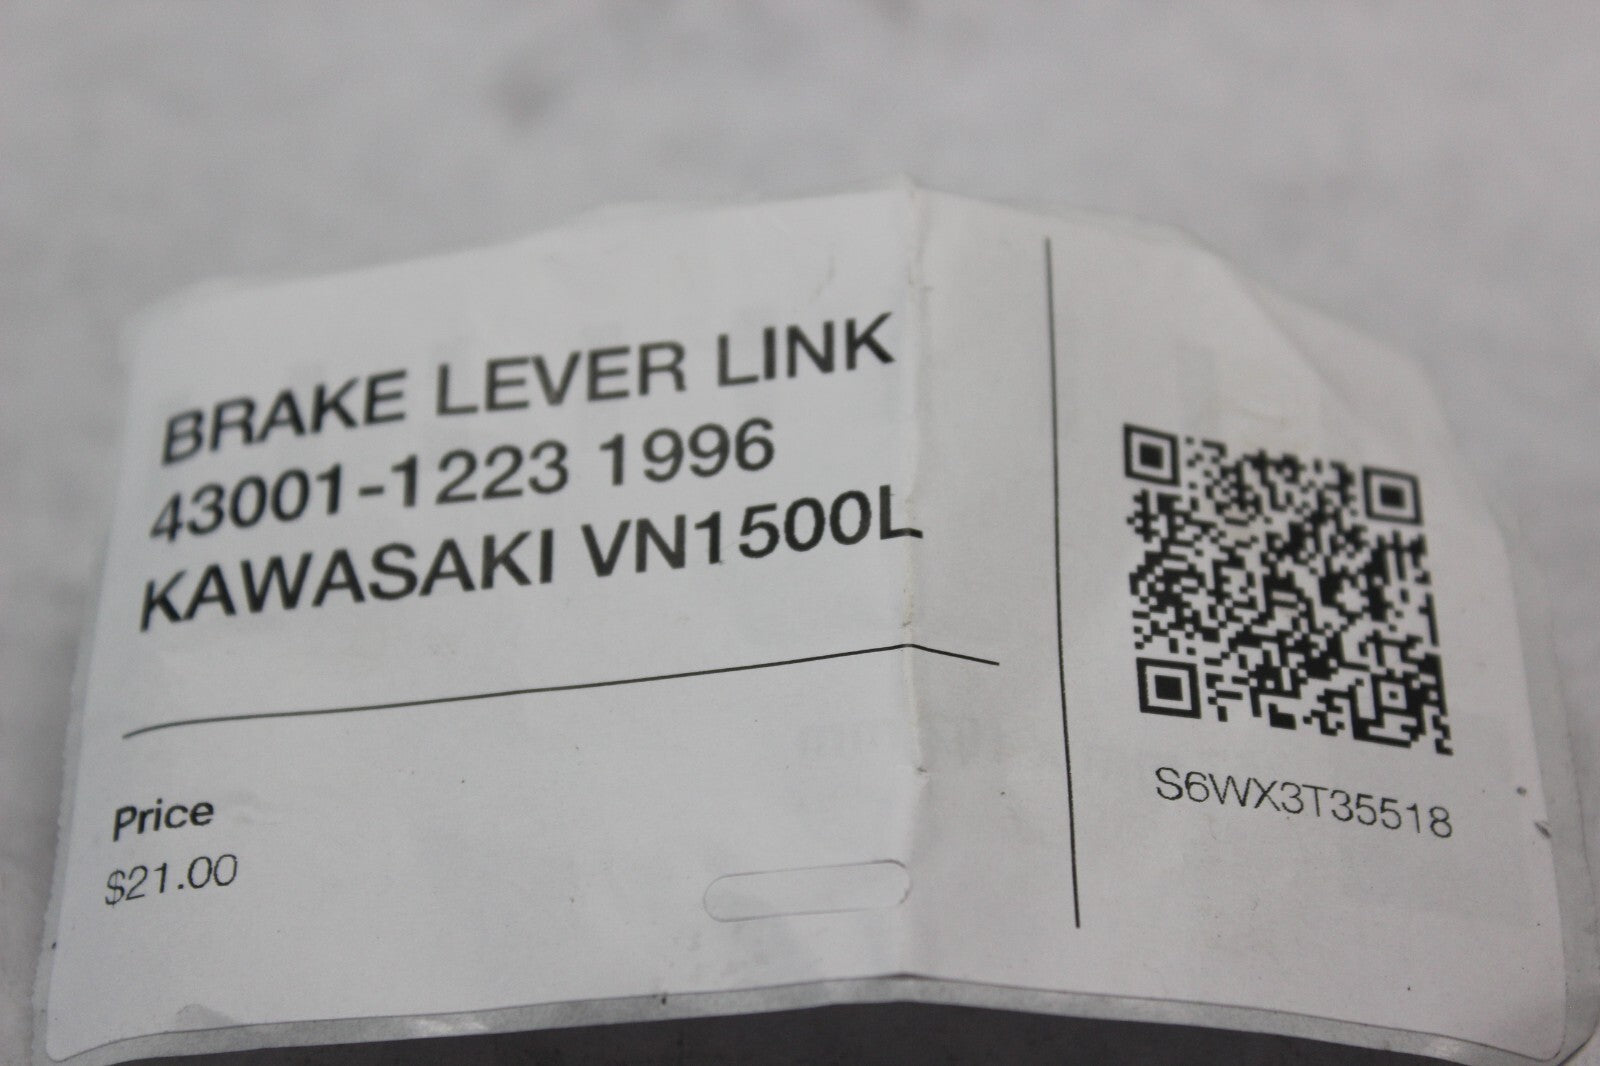 BRAKE LEVER LINK
43001-1223 1996
KAWASAKI VN1500L
Price
$21.00
S6WX3T35518